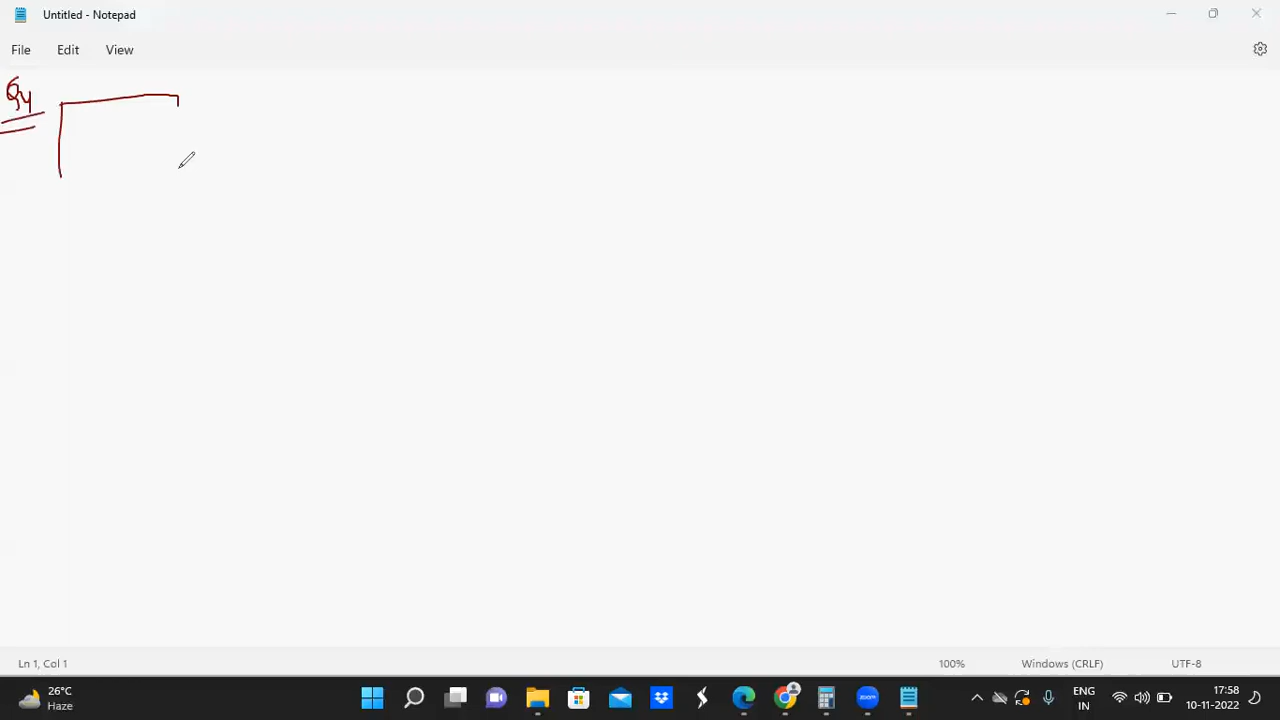 Untitled - Notepad
File Edit View
Q4
Ln 1, Col 1 100% Windows (CRLF) UTF-8
26°C
Haze
ENG
IN
17:58
10-11-2022